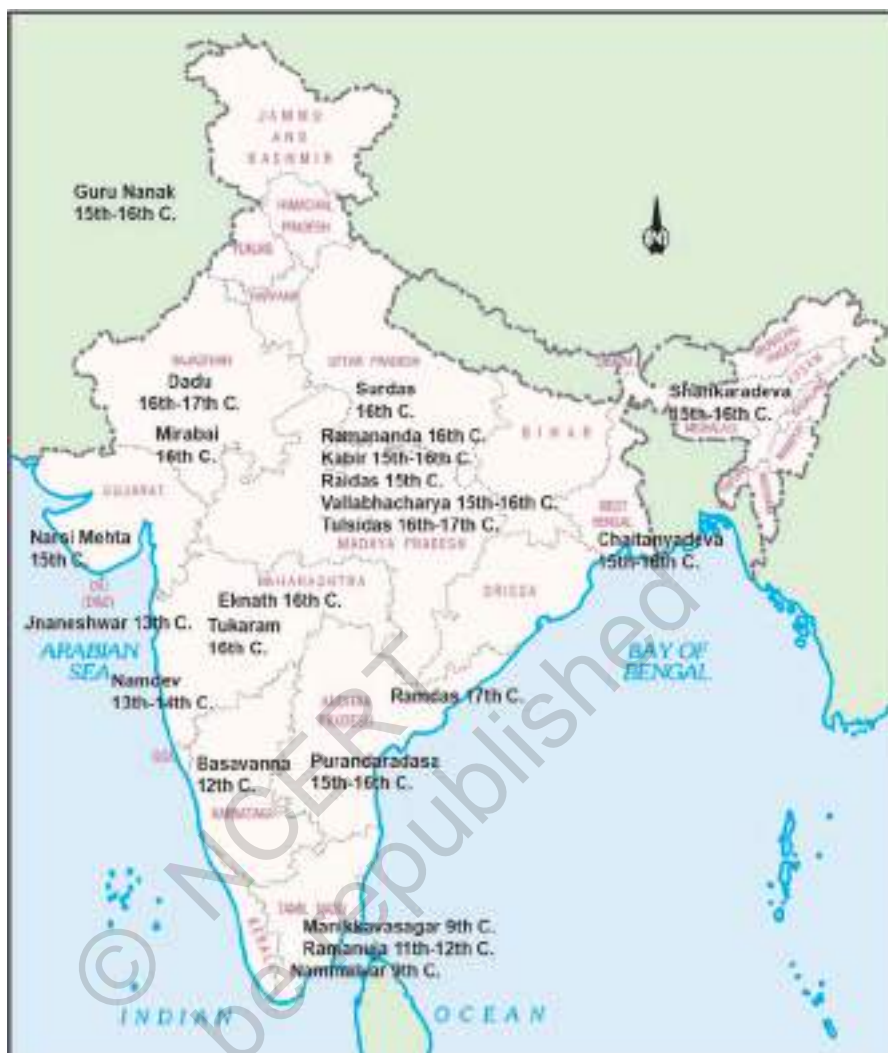 JAMMU
AND
KASHMIR
Guru Nanak
15th-16th C.
HIMACHAL
PRADESH
PUNJAB
HARYANA
N
RAJASTHAN
UTTAR PRADESH
Dadu
16th-17th C.
Surdas
16th C.
Shankaradeva
15th-16th C.
ASSAM
Mirabai
16th C.
Ramananda 16th C.
Kabir 15th-16th C.
Raidas 15th C.
Vallabhacharya 15th-16th C.
Tulsidas 16th-17th C.
BIHAR
GUJARAT
WEST
BENGAL
MADAYA PRADESH
Narsi Mehta
15th C.
Chaitanyadeva
15th-16th C.
MAHARASHTRA
ORISSA
Eknath 16th C.
Jnaneshwar 13th C.
Tukaram
16th C.
ARABIAN
SEA
BAY OF
BENGAL
Namdev
13th-14th C.
Ramdas 17th C.
PRADESH
GOA
Basavanna
12th C.
Purandaradasa
15th-16th C.
KARNATAKA
TAMIL NADU
KERALA
Manikkavasagar 9th C.
Ramanuja 11th-12th C.
Nammalvar 9th C.
INDIAN OCEAN
© NCERT
be republished